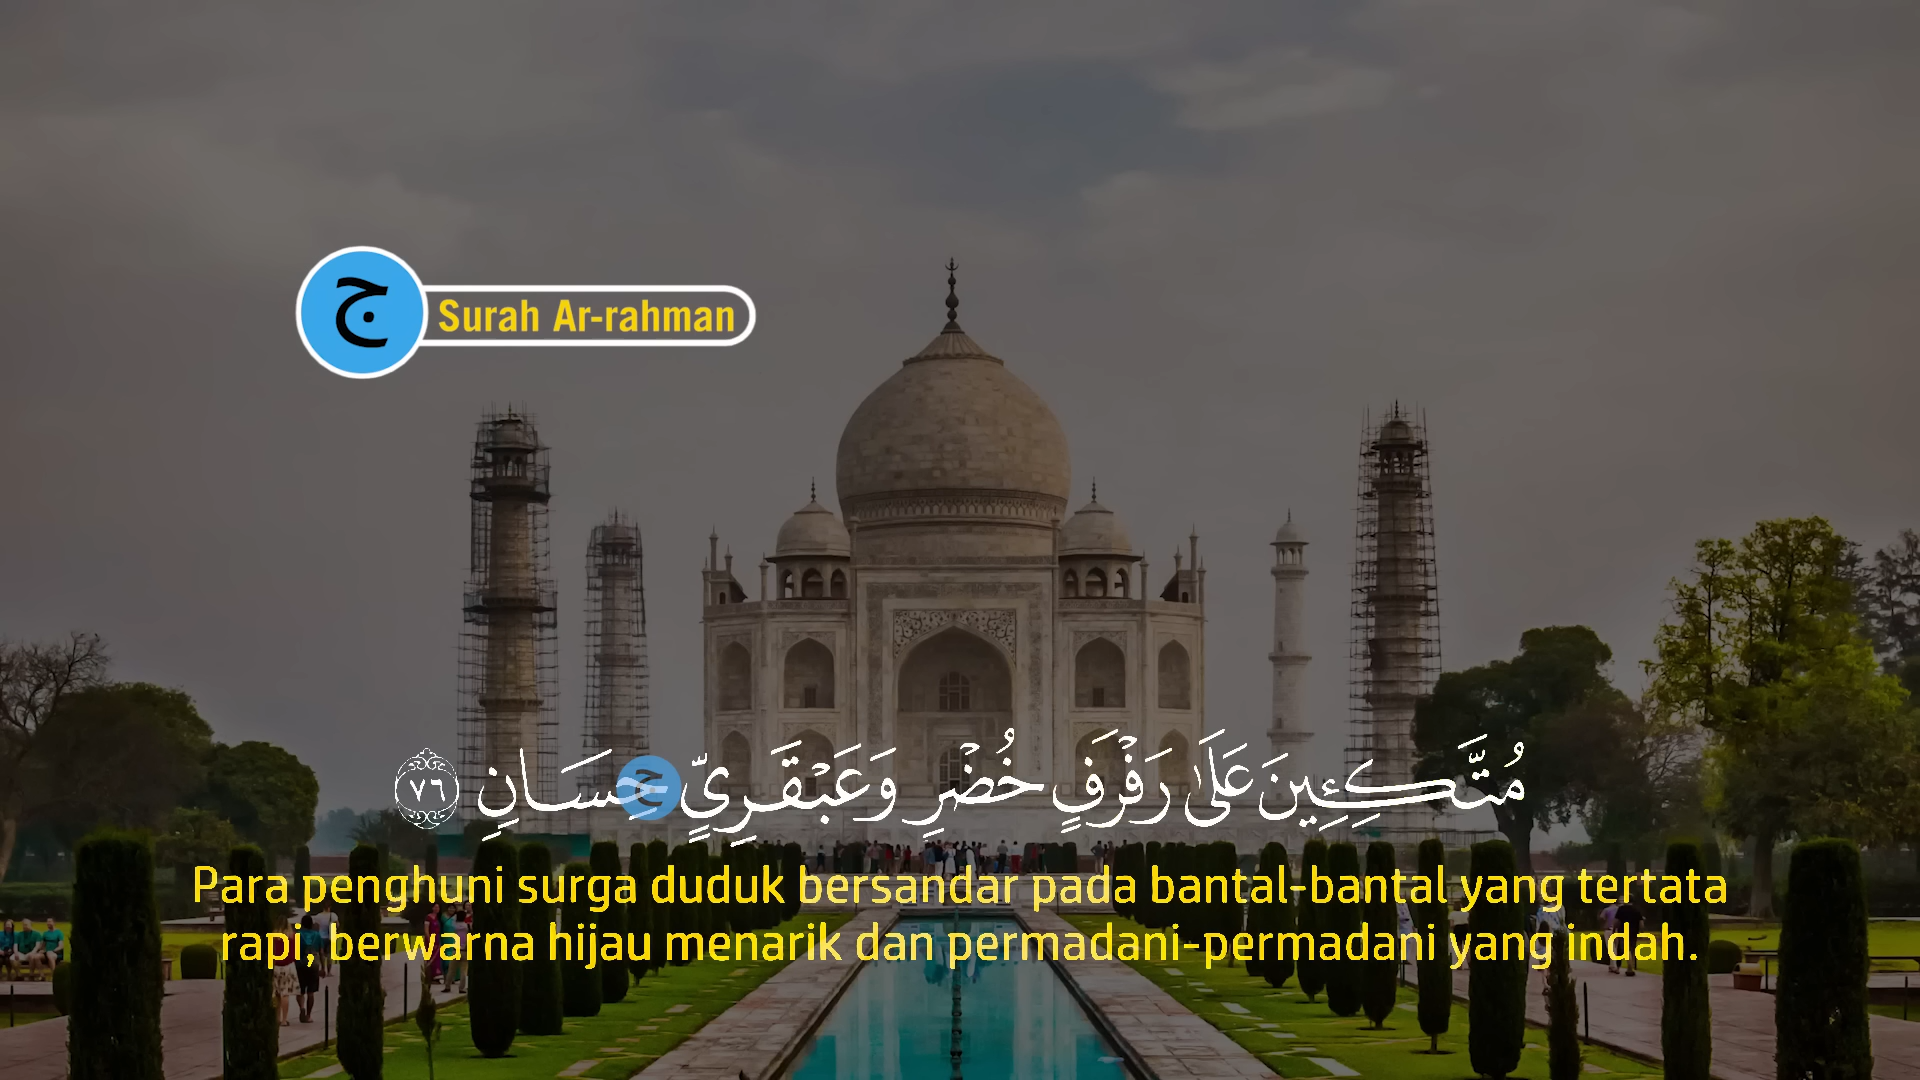 ج
Surah Ar-rahman
مُتَّكِـِٔينَ عَلَىٰ رَفْرَفٍ خُضْرٍ وَعَبْقَرِيٍّ حِسَانٍ ٧٦
ج
Para penghuni surga duduk bersandar pada bantal-bantal yang tertata
rapi, berwarna hijau menarik dan permadani-permadani yang indah.